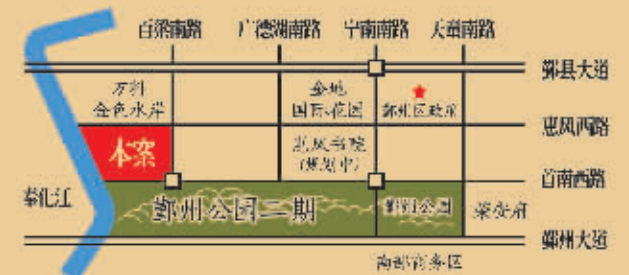 百梁南路 广德湖南路 宁南南路 天童南路
鄞县大道
万科
金色水岸
金地
国际花园
鄞州区政府
惠风西路
本案
惠风书院
(规划中)
首南西路
奉化江
鄞州公园二期
鄞州公园
荣安府
鄞州大道
南部商务区